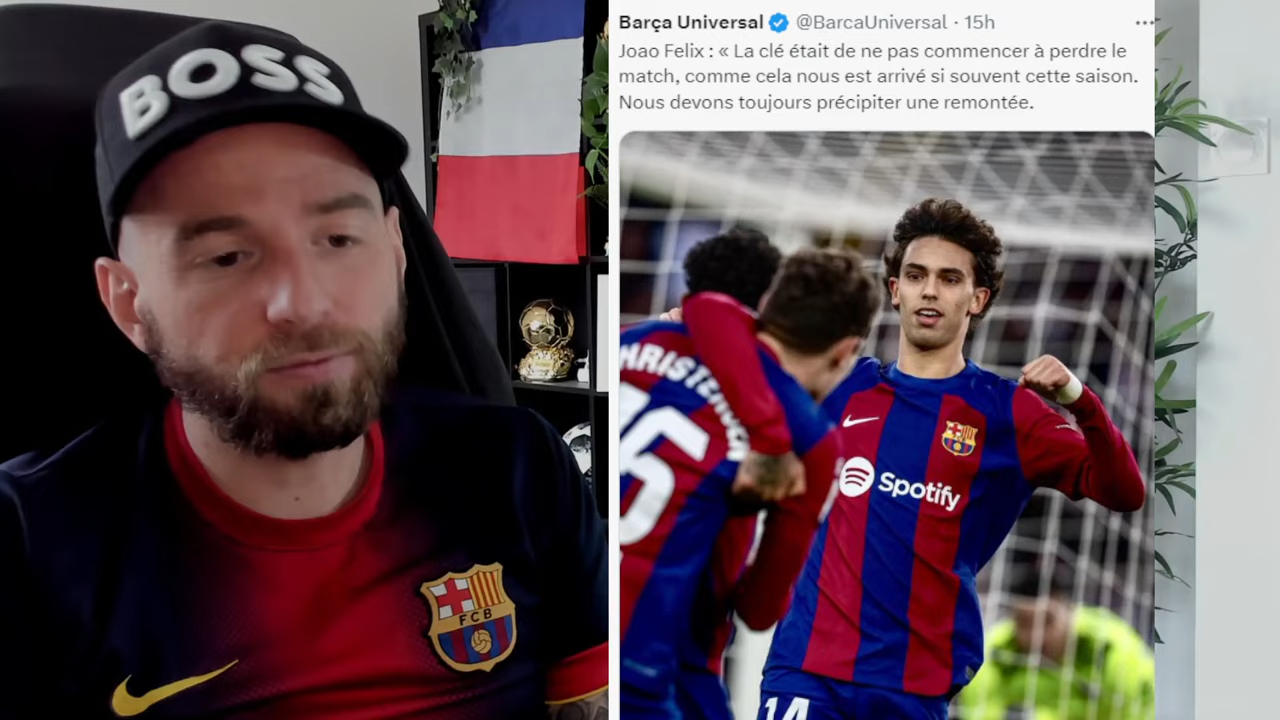 BOSS
FCB
Barça Universal @BarcaUniversal · 15h
Joao Felix : « La clé était de ne pas commencer à perdre le
match, comme cela nous est arrivé si souvent cette saison.
Nous devons toujours précipiter une remontée.
Spotify
14